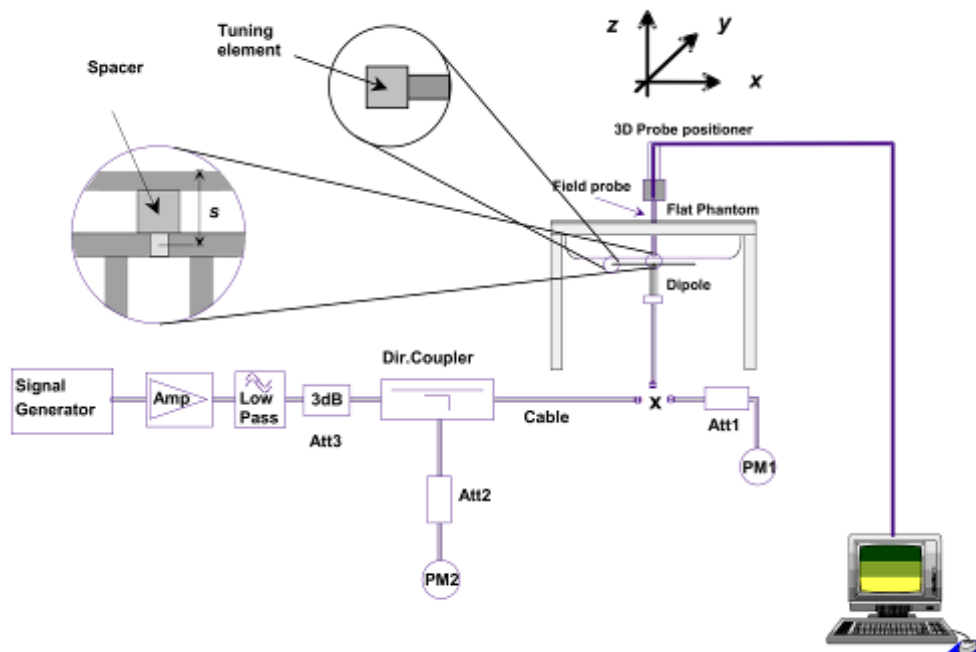 Tuning
element
Spacer
s
z
y
x
3D Probe positioner
Field probe
Flat Phantom
Dipole
Dir.Coupler
Signal
Generator
Amp
Low
Pass
3dB
Att3
Cable
x
Att1
PM1
Att2
PM2